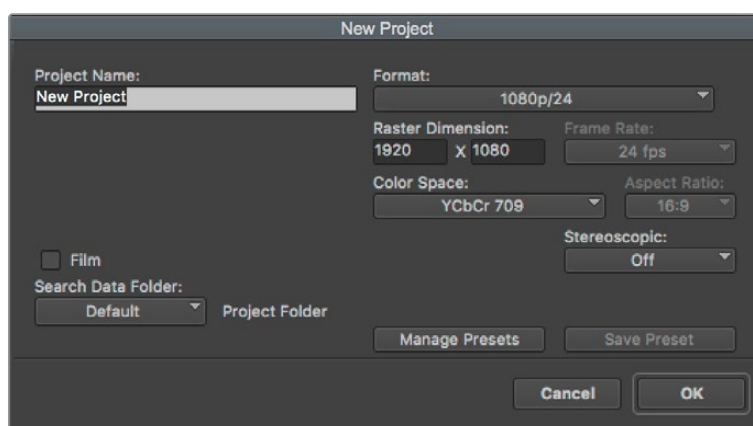 New Project
Project Name:
New Project
Format:
1080p/24
Raster Dimension:
1920 X 1080
Frame Rate:
24 fps
Color Space:
YCbCr 709
Aspect Ratio:
16:9
Stereoscopic:
Off
Film
Search Data Folder:
Default Project Folder
Manage Presets Save Preset
Cancel OK